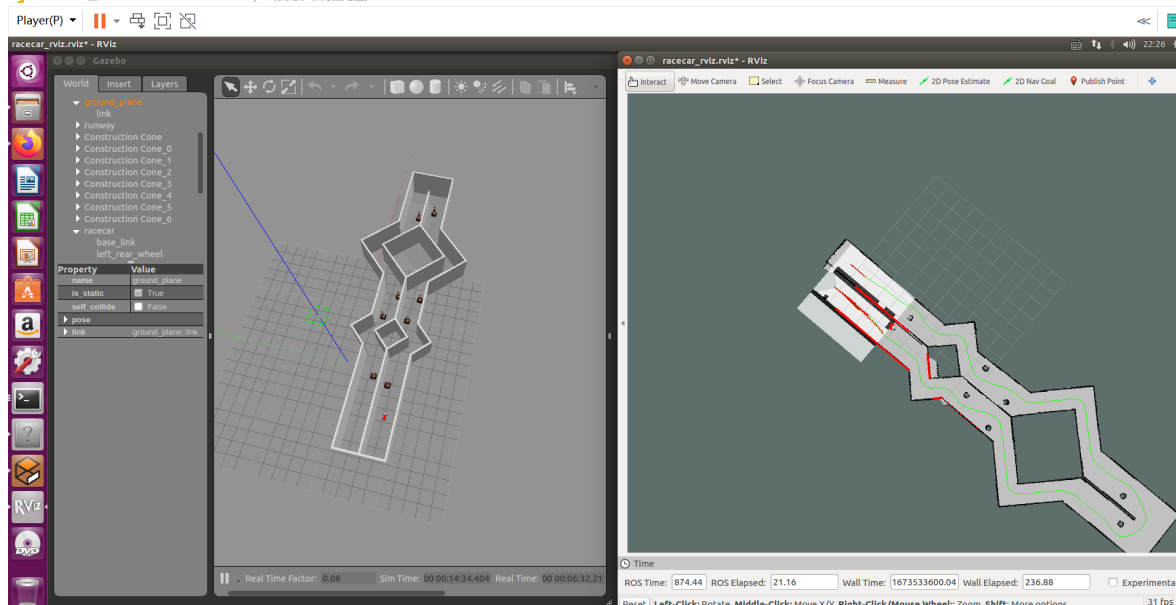 Player(P)
racecar_rviz.rviz* - RViz
22:26
Gazebo
World Insert Layers
ground_plane
link
runway
Construction Cone
Construction Cone_0
Construction Cone_1
Construction Cone_2
Construction Cone_3
Construction Cone_4
Construction Cone_5
Construction Cone_6
racecar
base_link
left_rear_wheel
Property Value
name ground_plane
is_static True
self_collide False
pose
link ground_plane::link
Real Time Factor: 0.08 Sim Time: 00 00:14:34.404 Real Time: 00 00:06:32.21
racecar_rviz.rviz* - RViz
Interact Move Camera Select Focus Camera Measure 2D Pose Estimate 2D Nav Goal Publish Point
Time
ROS Time: 874.44 ROS Elapsed: 21.16 Wall Time: 1673533600.04 Wall Elapsed: 236.88 Experimenta
Reset Left-Click: Rotate. Middle-Click: Move X/Y. Right-Click/Mouse Wheel: Zoom. Shift: More options. 31 fps
RViz
DVD